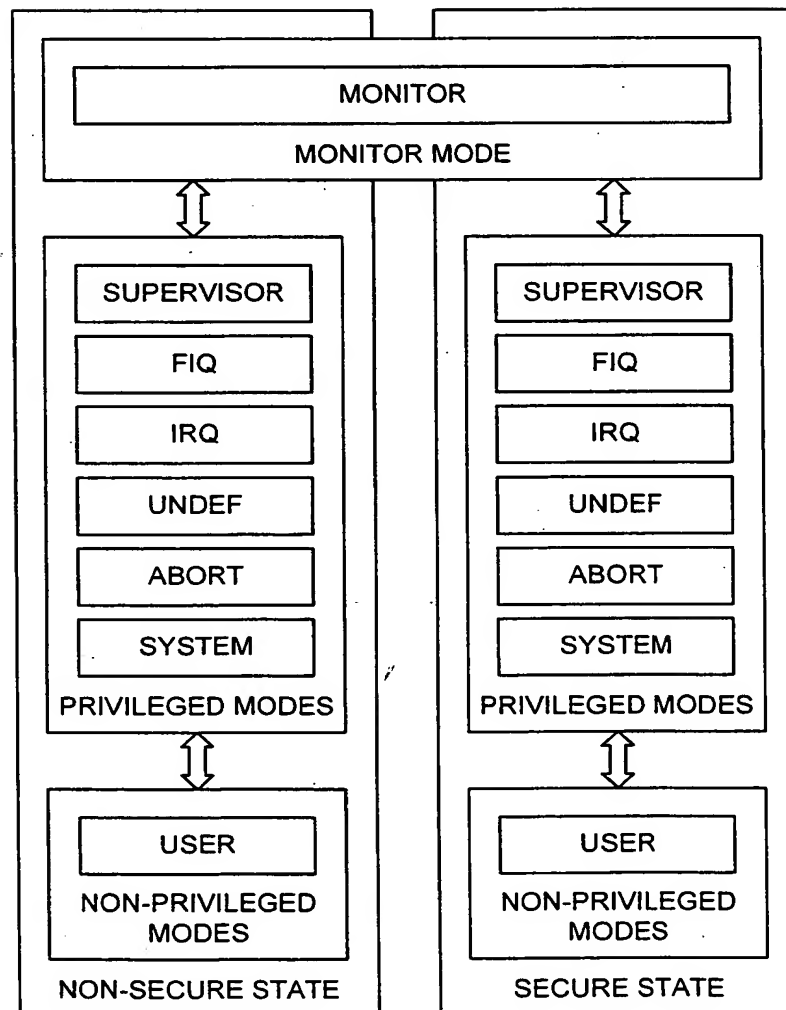 MONITOR
MONITOR MODE
SUPERVISOR
FIQ
IRQ
UNDEF
ABORT
SYSTEM
PRIVILEGED MODES
USER
NON-PRIVILEGED
MODES
NON-SECURE STATE
SUPERVISOR
FIQ
IRQ
UNDEF
ABORT
SYSTEM
PRIVILEGED MODES
USER
NON-PRIVILEGED
MODES
SECURE STATE